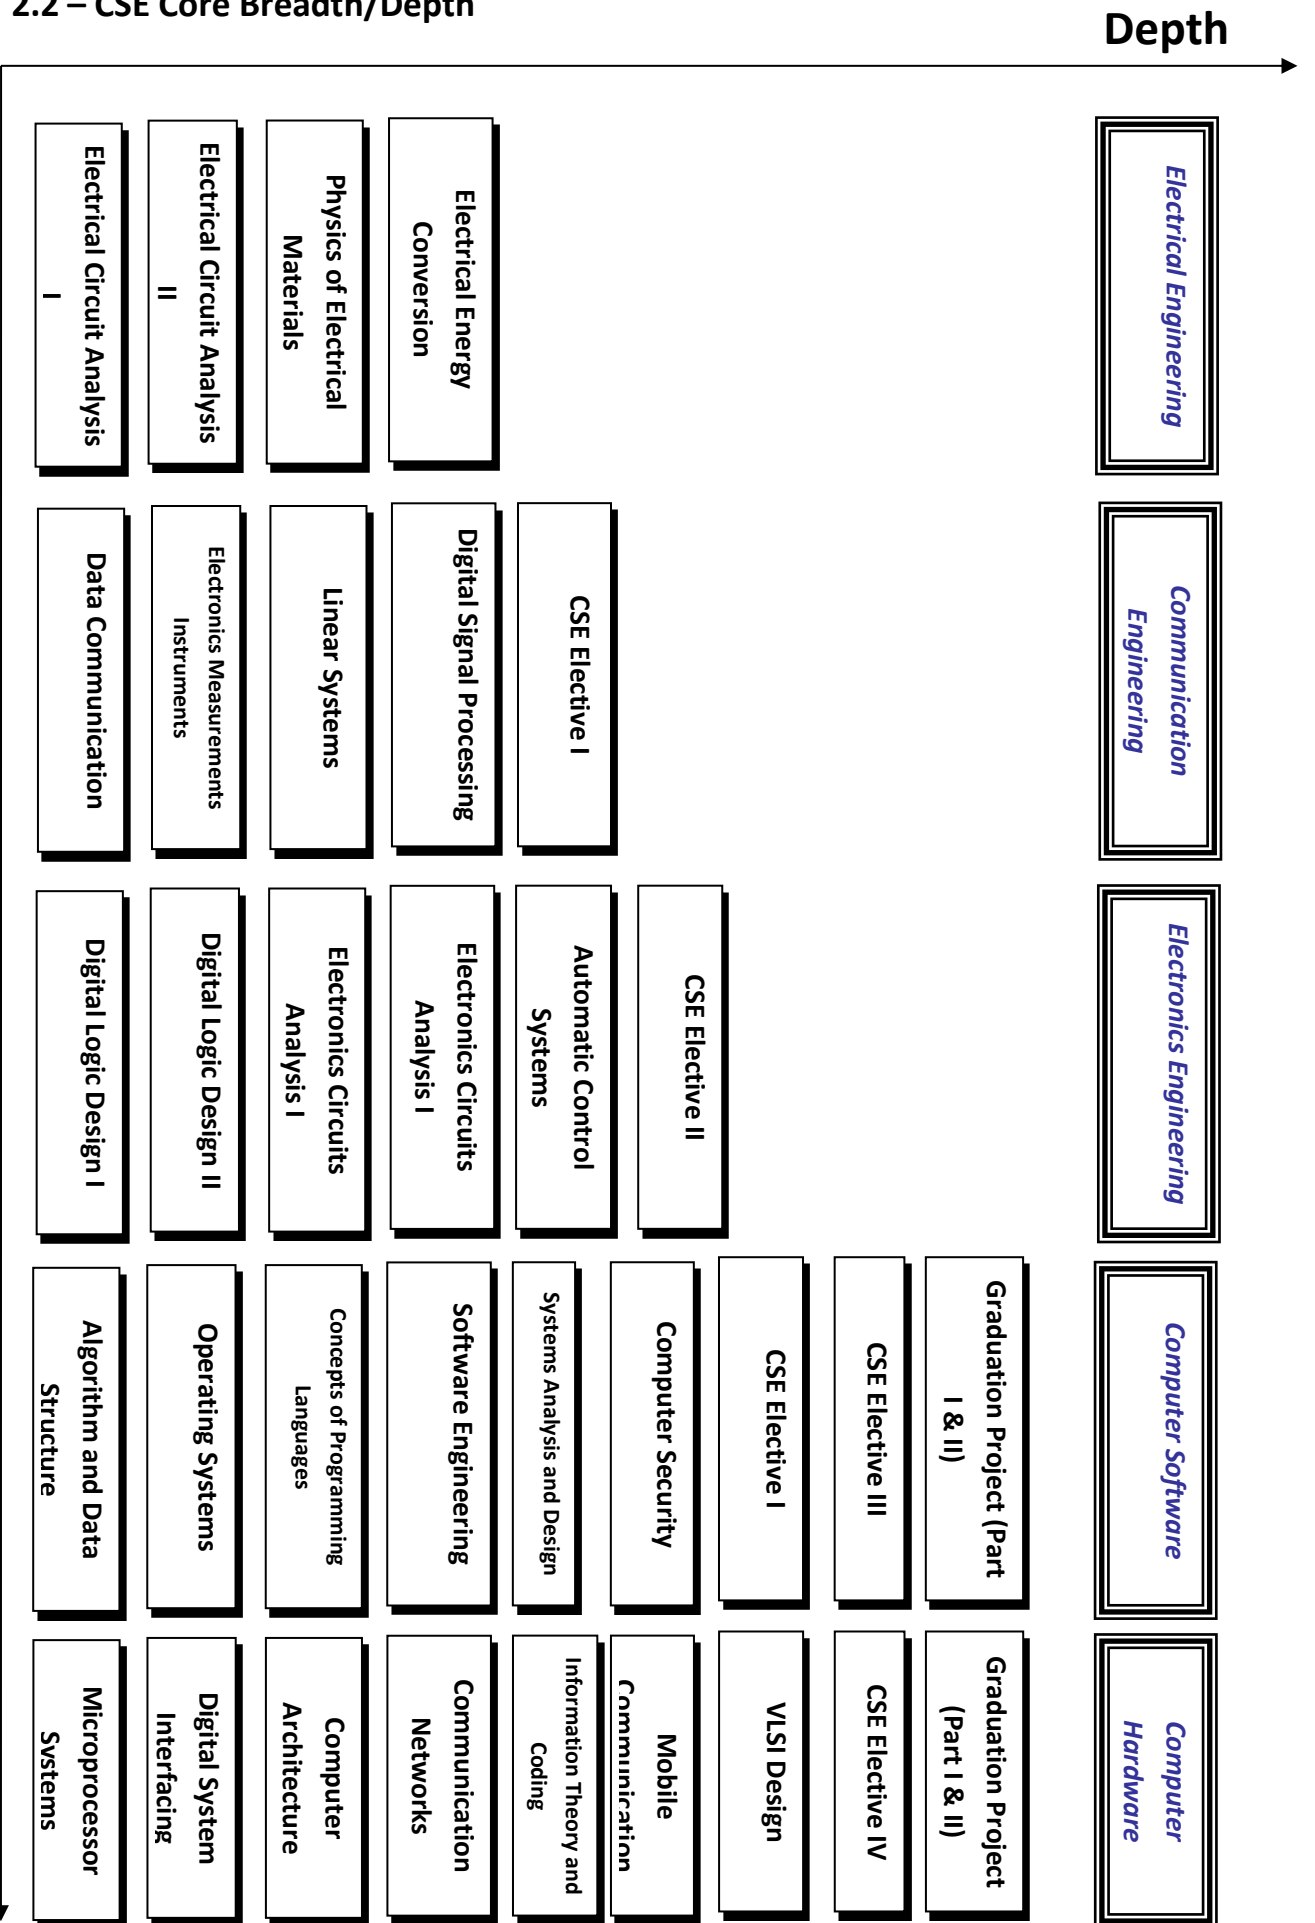 2.2 – CSE Core Breadth/Depth
Depth
Electrical Circuit Analysis
I
Electrical Circuit Analysis
II
Physics of Electrical
Materials
Electrical Energy
Conversion
Electrical Engineering
Data Communication
Electronics Measurements
Instruments
Linear Systems
Digital Signal Processing
CSE Elective I
Communication
Engineering
Digital Logic Design I
Digital Logic Design II
Electronics Circuits
Analysis I
Electronics Circuits
Analysis I
Automatic Control
Systems
CSE Elective II
Electronics Engineering
Algorithm and Data
Structure
Operating Systems
Concepts of Programming
Languages
Software Engineering
Systems Analysis and Design
Computer Security
CSE Elective I
CSE Elective III
Graduation Project (Part
I & II)
Computer Software
Microprocessor
Systems
Digital System
Interfacing
Computer
Architecture
Communication
Networks
Information Theory and
Coding
Mobile
Communication
VLSI Design
CSE Elective IV
Graduation Project
(Part I & II)
Computer
Hardware